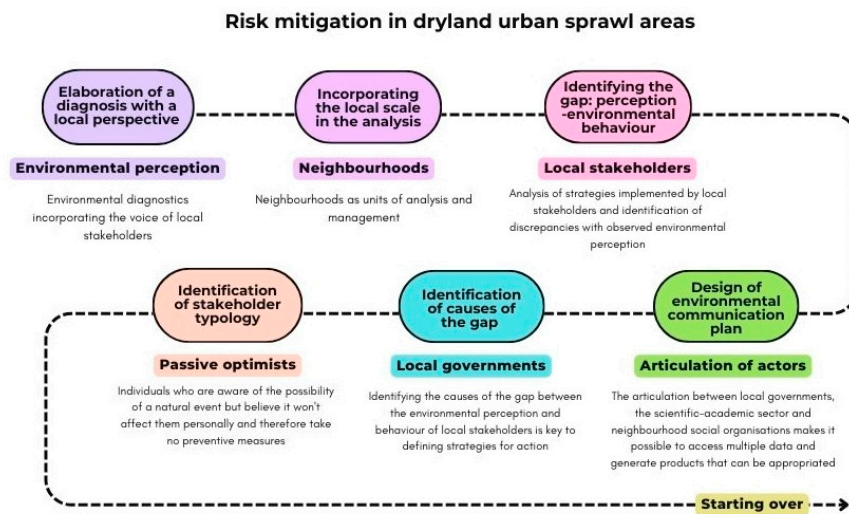 Risk mitigation in dryland urban sprawl areas
Elaboration of a
diagnosis with a
local perspective
Environmental perception
Environmental diagnostics
incorporating the voice of local
stakeholders
Incorporating
the local scale
in the analysis
Neighbourhoods
Neighbourhoods as units of analysis and
management
Identifying the
gap: perception
-environmental
behaviour
Local stakeholders
Analysis of strategies implemented by local
stakeholders and identification of
discrepancies with observed environmental
perception
Identification
of stakeholder
typology
Passive optimists
Individuals who are aware of the possibility
of a natural event but believe it won't
affect them personally and therefore take
no preventive measures
Identification
of causes of
the gap
Local governments
Identifying the causes of the gap between
the environmental perception and
behaviour of local stakeholders is key to
defining strategies for action
Design of
environmental
communication
plan
Articulation of actors
The articulation between local governments,
the scientific-academic sector and
neighbourhood social organisations makes it
possible to access multiple data and
generate products that can be appropriated
Starting over